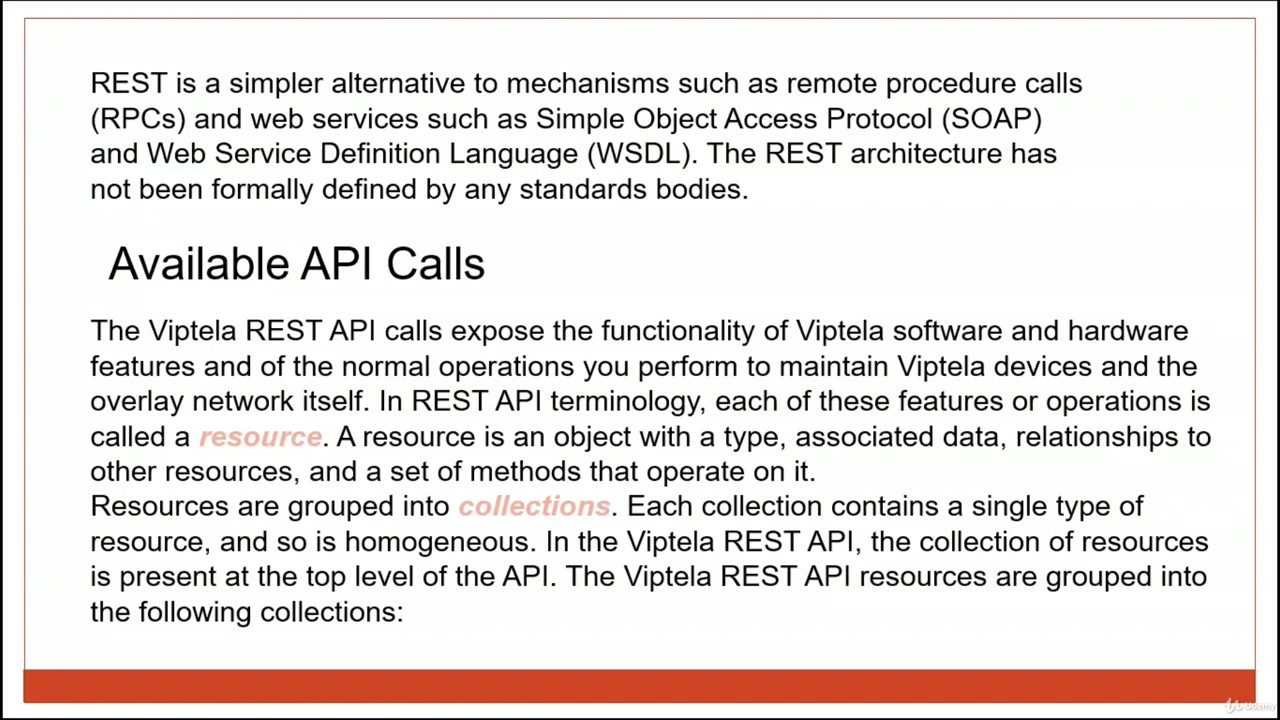 REST is a simpler alternative to mechanisms such as remote procedure calls
(RPCs) and web services such as Simple Object Access Protocol (SOAP)
and Web Service Definition Language (WSDL). The REST architecture has
not been formally defined by any standards bodies.
Available API Calls
The Viptela REST API calls expose the functionality of Viptela software and hardware
features and of the normal operations you perform to maintain Viptela devices and the
overlay network itself. In REST API terminology, each of these features or operations is
called a resource. A resource is an object with a type, associated data, relationships to
other resources, and a set of methods that operate on it.
Resources are grouped into collections. Each collection contains a single type of
resource, and so is homogeneous. In the Viptela REST API, the collection of resources
is present at the top level of the API. The Viptela REST API resources are grouped into
the following collections:
Udemy